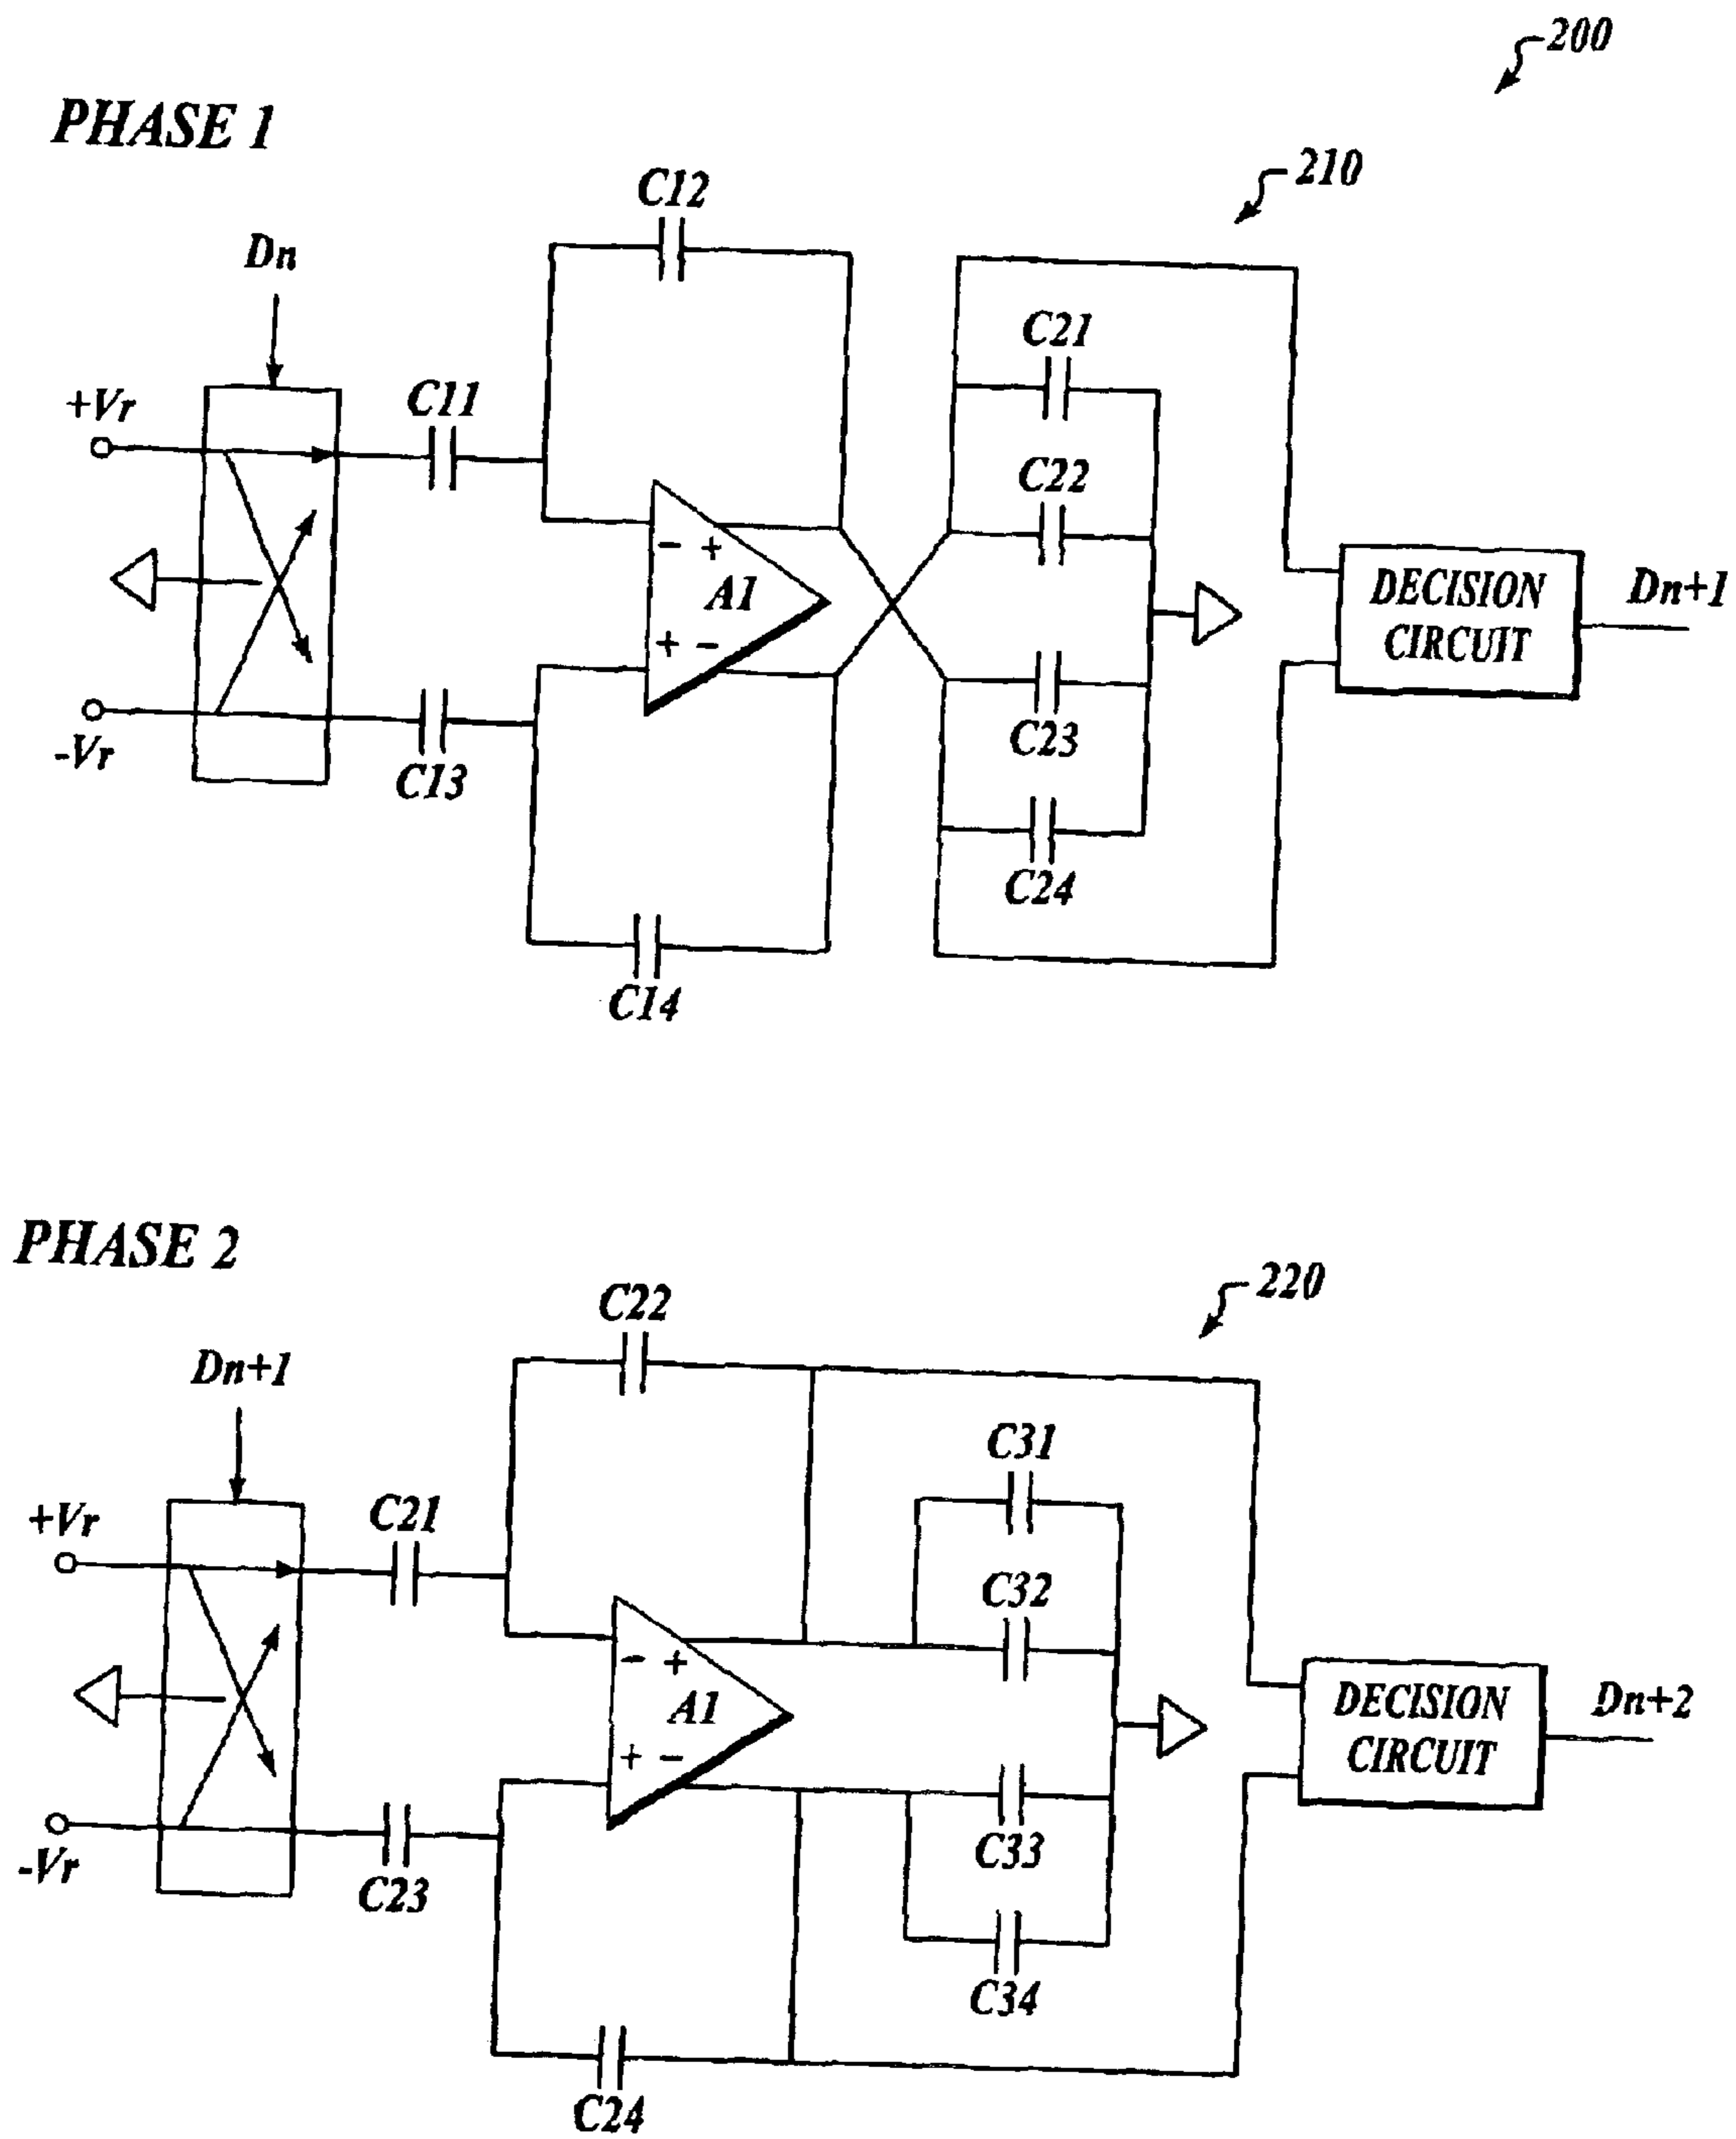 200
PHASE 1
210
C12
Dn
C21
+Vr
C11
C22
- +
A1
+ -
DECISION
CIRCUIT
Dn+1
-Vr
C13
C23
C24
C14
PHASE 2
220
C22
Dn+1
C31
+Vr
C21
C32
- +
A1
+ -
DECISION
CIRCUIT
Dn+2
-Vr
C23
C33
C34
C24